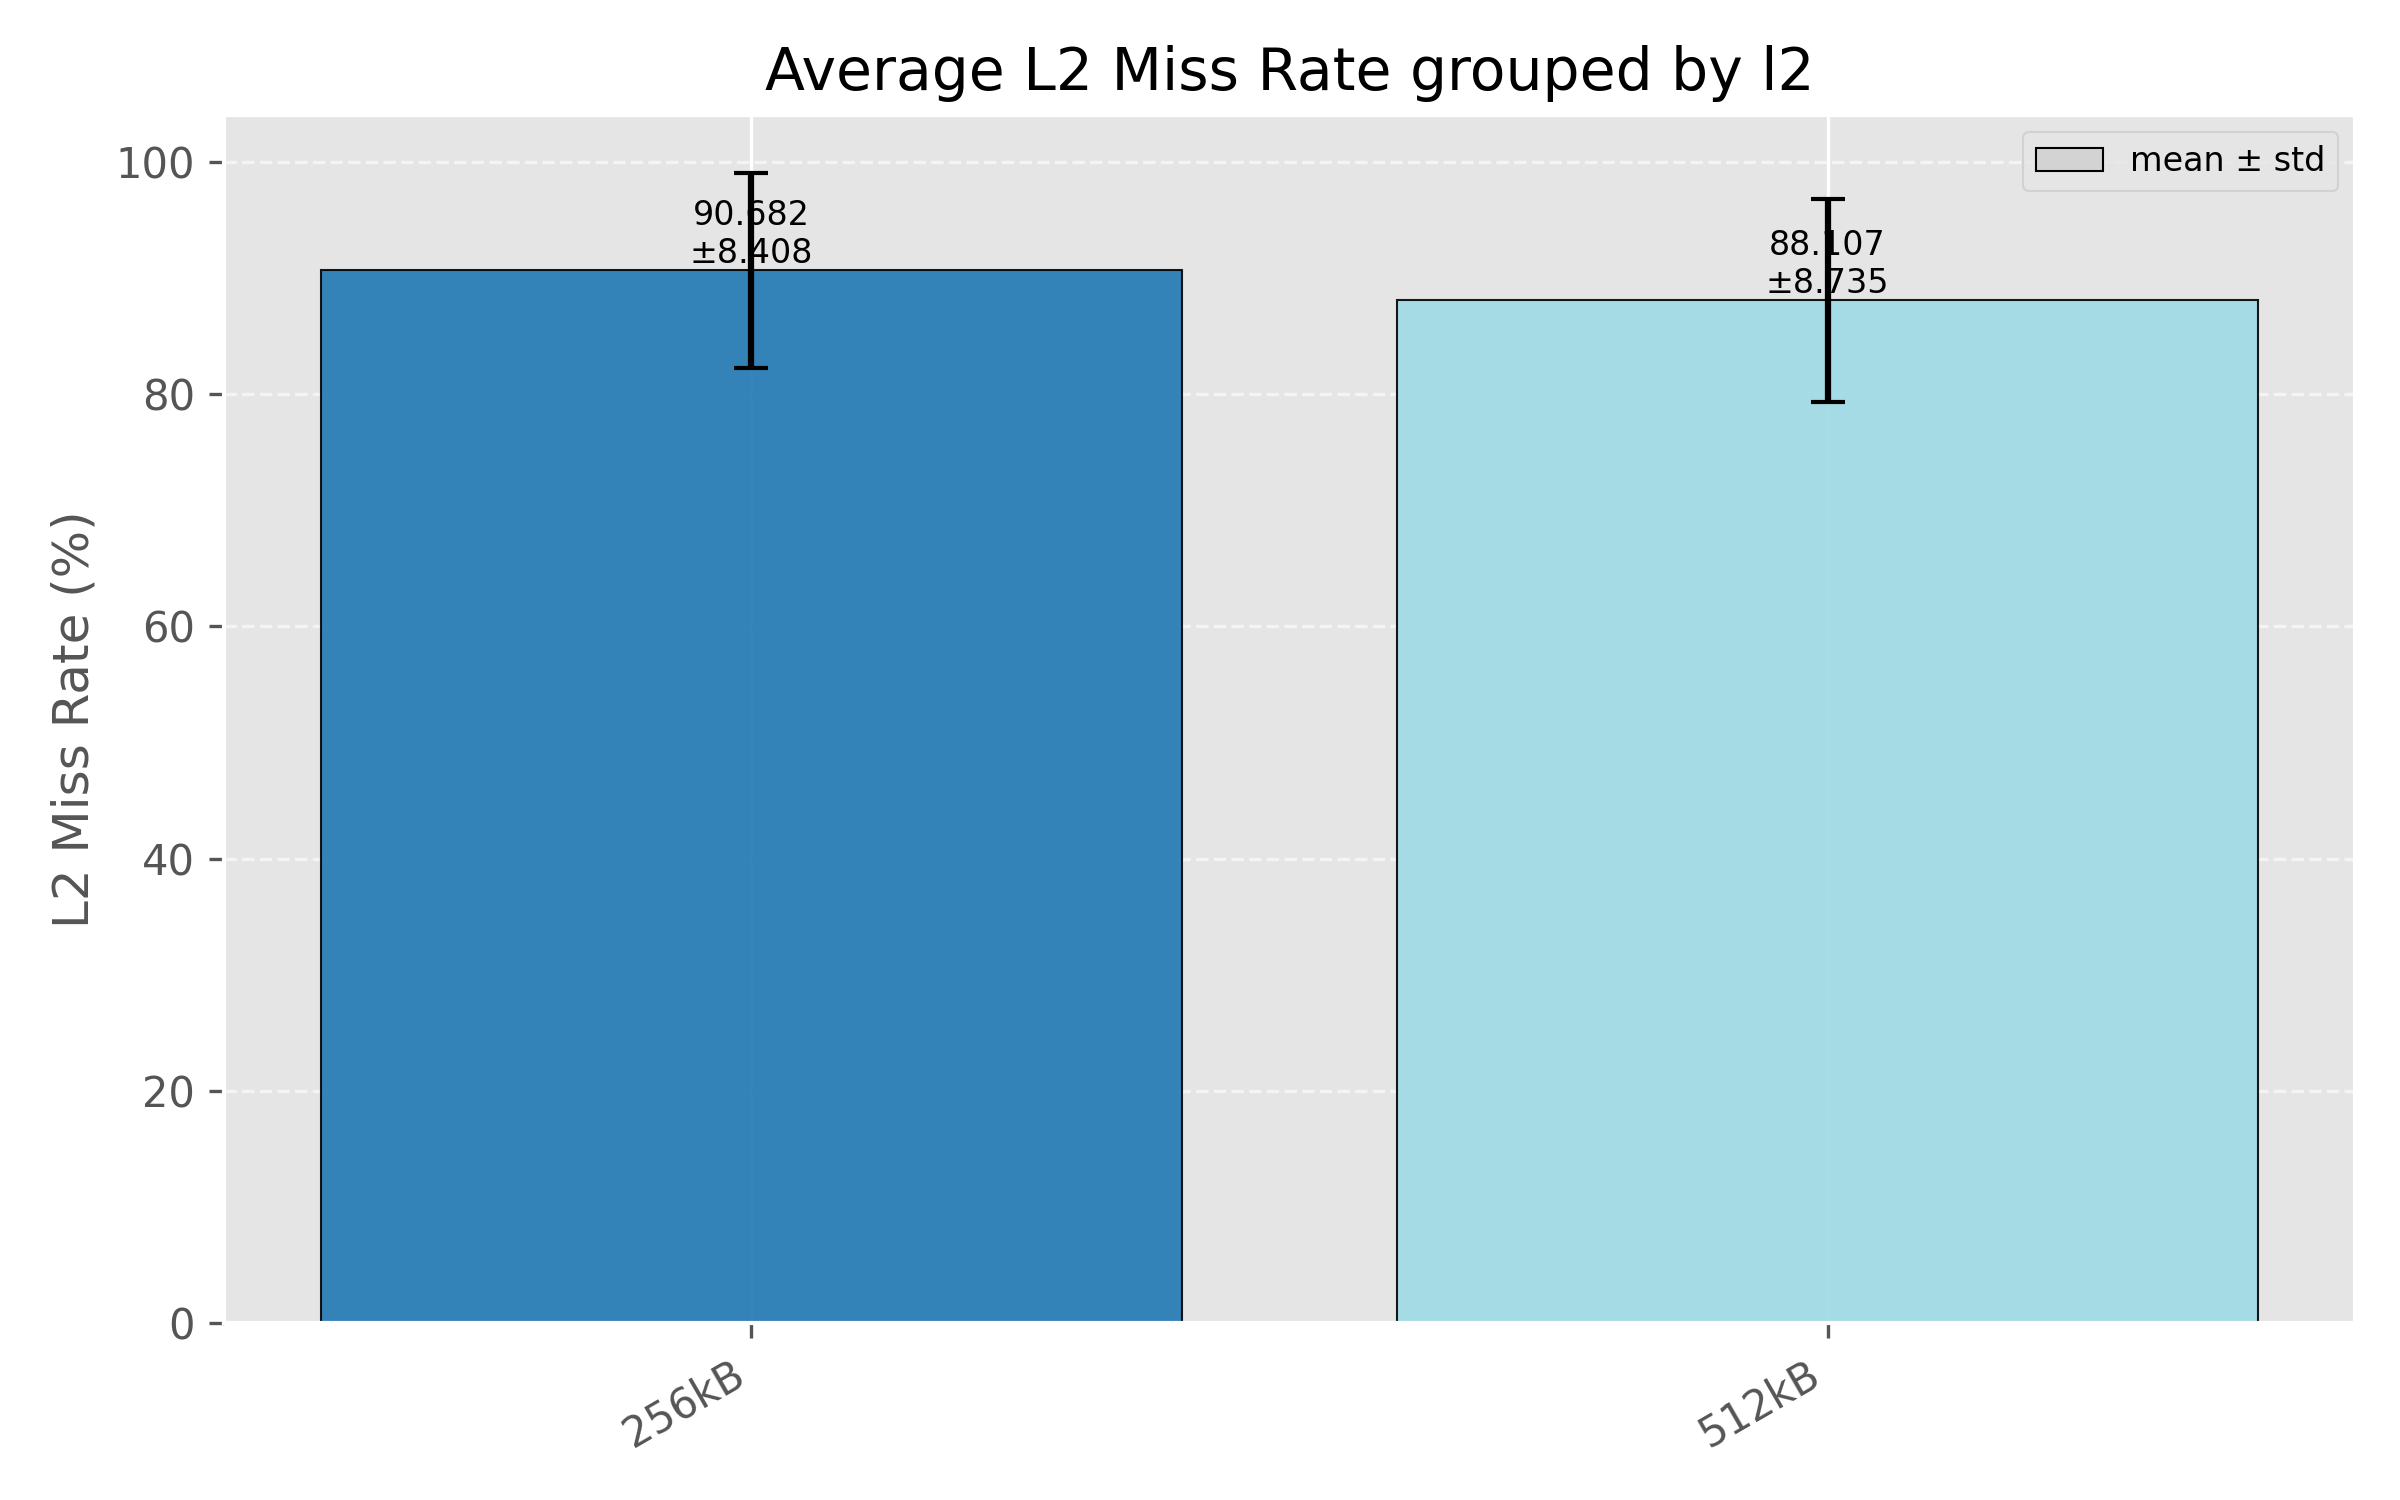 Average L2 Miss Rate grouped by l2
mean ± std
L2 Miss Rate (%)
100
80
60
40
20
0
90.682
±8.408
88.107
±8.735
256kB
512kB